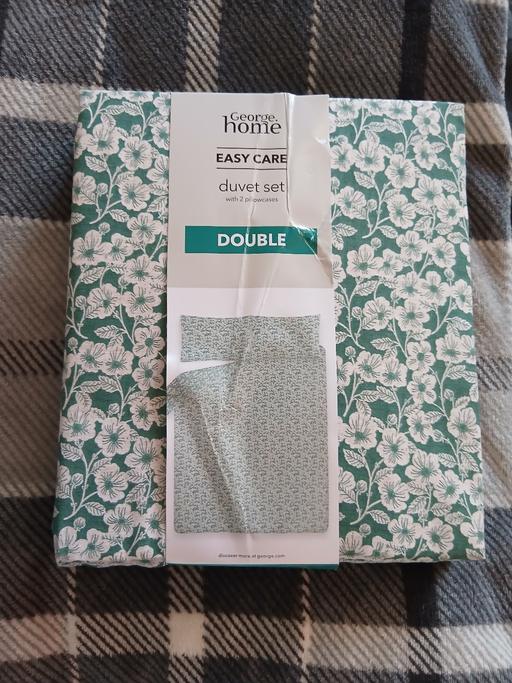 George.
home
EASY CARE
duvet set
with 2 pillowcases
DOUBLE
discover more at george.com